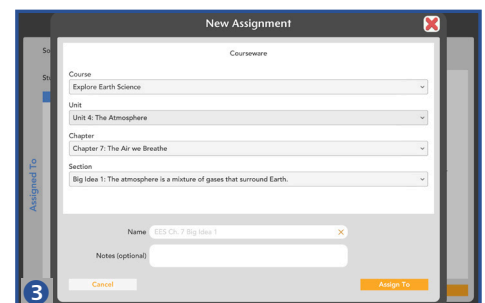 New Assignment
So
Stu
Courseware
Course
Explore Earth Science
Unit
Unit 4: The Atmosphere
Chapter
Chapter 7: The Air we Breathe
Section
Big Idea 1: The atmosphere is a mixture of gases that surround Earth.
Assigned To
Name
EES Ch. 7 Big Idea 1
Notes (optional)
Cancel
Assign To
3